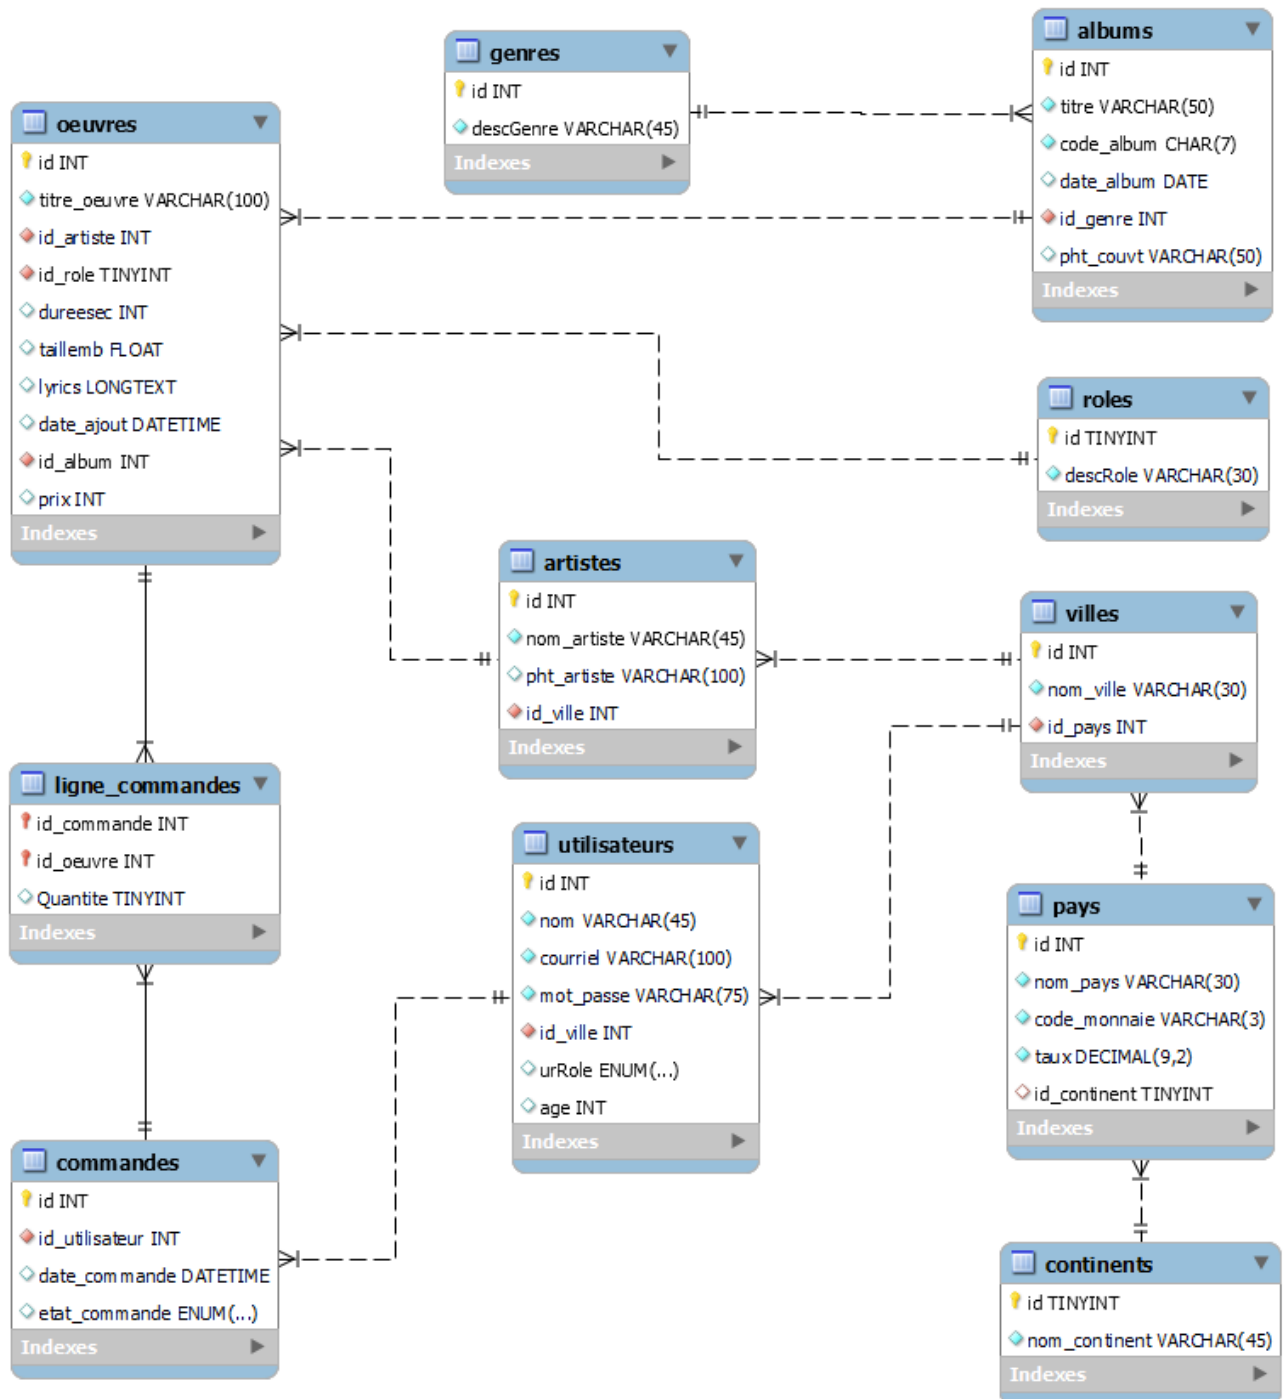 genres
id INT
descGenre VARCHAR(45)
Indexes
albums
id INT
titre VARCHAR(50)
code_album CHAR(7)
date_album DATE
id_genre INT
pht_couvt VARCHAR(50)
Indexes
oeuvres
id INT
titre_oeuvre VARCHAR(100)
id_artiste INT
id_role TINYINT
dureesec INT
taillemb FLOAT
lyrics LONGTEXT
date_ajout DATETIME
id_album INT
prix INT
Indexes
roles
id TINYINT
descRole VARCHAR(30)
Indexes
artistes
id INT
nom_artiste VARCHAR(45)
pht_artiste VARCHAR(100)
id_ville INT
Indexes
villes
id INT
nom_ville VARCHAR(30)
id_pays INT
Indexes
ligne_commandes
id_commande INT
id_oeuvre INT
Quantite TINYINT
Indexes
utilisateurs
id INT
nom VARCHAR(45)
courriel VARCHAR(100)
mot_passe VARCHAR(75)
id_ville INT
urRole ENUM(...)
age INT
Indexes
pays
id INT
nom_pays VARCHAR(30)
code_monnaie VARCHAR(3)
taux DECIMAL(9,2)
id_continent TINYINT
Indexes
commandes
id INT
id_utilisateur INT
date_commande DATETIME
etat_commande ENUM(...)
Indexes
continents
id TINYINT
nom_continent VARCHAR(45)
Indexes